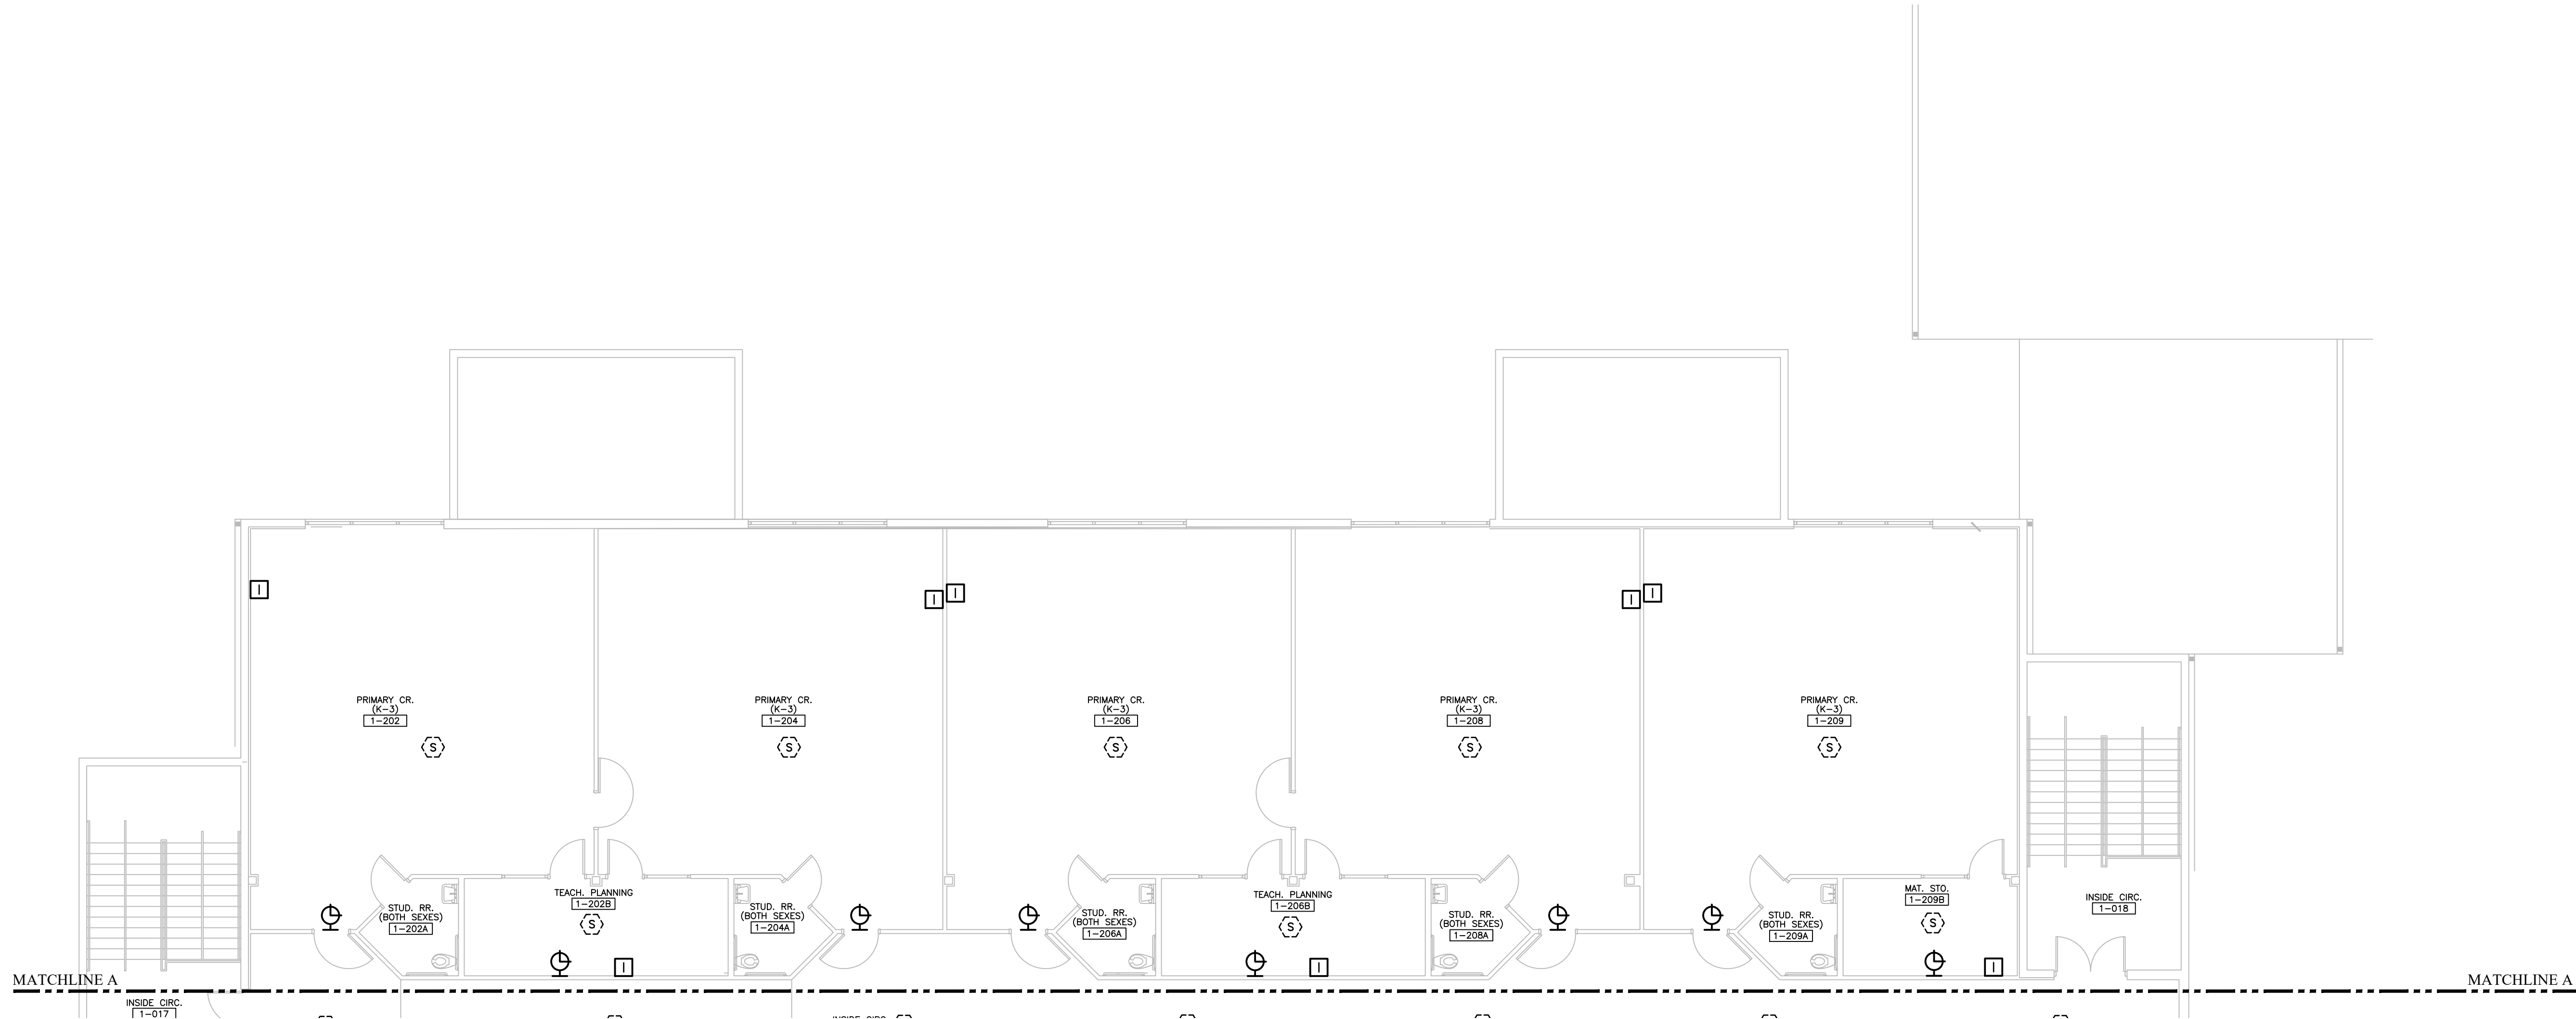 PRIMARY CR.
(K-3)
1-202
S
PRIMARY CR.
(K-3)
1-204
S
PRIMARY CR.
(K-3)
1-206
S
PRIMARY CR.
(K-3)
1-208
S
PRIMARY CR.
(K-3)
1-209
S
I
I
I
I
I
STUD. RR.
(BOTH SEXES)
1-202A
TEACH. PLANNING
1-202B
S
I
STUD. RR.
(BOTH SEXES)
1-204A
STUD. RR.
(BOTH SEXES)
1-206A
TEACH. PLANNING
1-206B
S
I
STUD. RR.
(BOTH SEXES)
1-208A
STUD. RR.
(BOTH SEXES)
1-209A
MAT. STO.
1-209B
S
I
INSIDE CIRC.
1-018
MATCHLINE A
MATCHLINE A
INSIDE CIRC.
1-017
INSIDE CIRC.